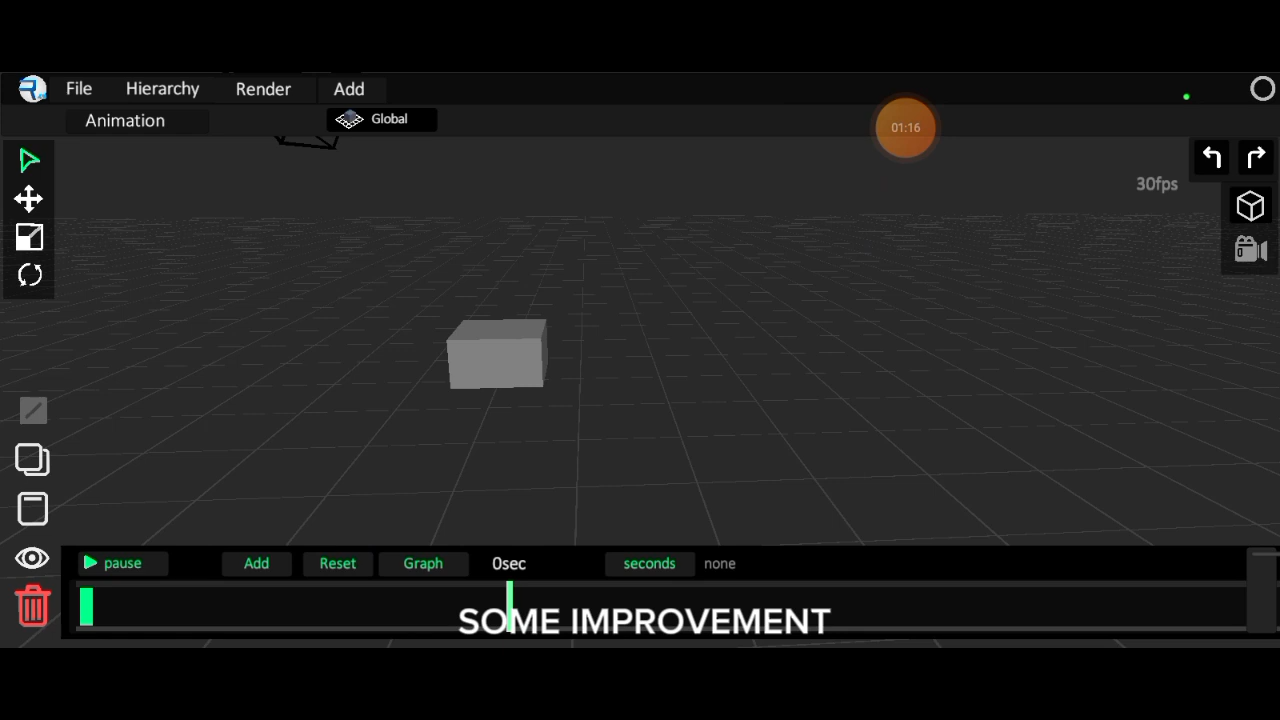 File Hierarchy Render Add
Animation Global
01:16
30fps
pause Add Reset Graph 0sec seconds none
SOME IMPROVEMENT